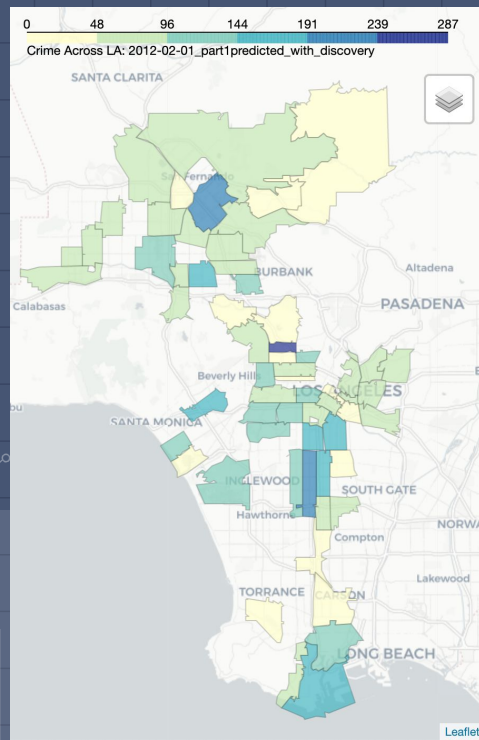 0 48 96 144 191 239 287
Crime Across LA: 2012-02-01_part1predicted_with_discovery
SANTA CLARITA
San Fernando
BURBANK
Altadena
Calabasas
PASADENA
Beverly Hills
LOS ANGELES
bu
SANTA MONICA
LO
INGLEWOOD
SOUTH GATE
Hawthorne
NORWA
Compton
Lakewood
TORRANCE
CARSON
LONG BEACH
Leaflet